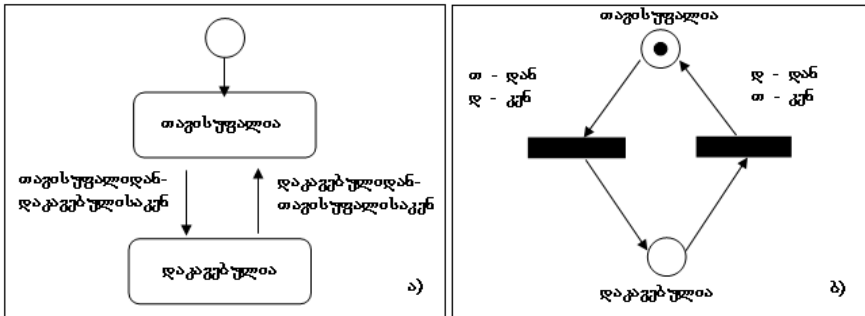 თავისუფალია
თავისუფალიდან-
დაკავებულისაკენ
დაკავებულიდან-
თავისუფალისაკენ
დაკავებულია
ა)
თავისუფალია
თ - დან
დ - კენ
დ - დან
თ - კენ
დაკავებულია
ბ)